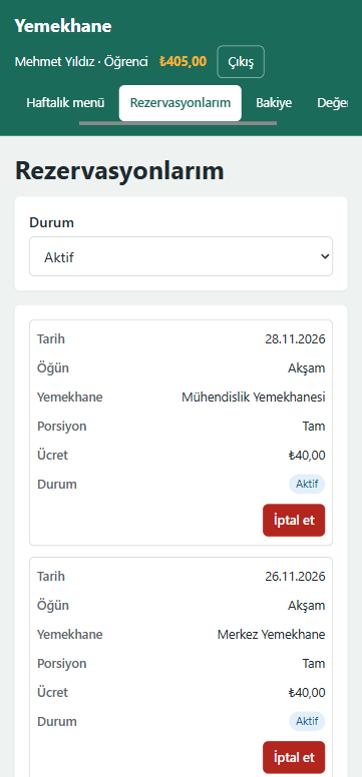 Yemekhane
Mehmet Yıldız · Öğrenci ₺405,00 Çıkış
Haftalık menü Rezervasyonlarım Bakiye Değe
Rezervasyonlarım
Durum
Aktif
Tarih 28.11.2026
Öğün Akşam
Yemekhane Mühendislik Yemekhanesi
Porsiyon Tam
Ücret ₺40,00
Durum Aktif
İptal et
Tarih 26.11.2026
Öğün Akşam
Yemekhane Merkez Yemekhane
Porsiyon Tam
Ücret ₺40,00
Durum Aktif
İptal et